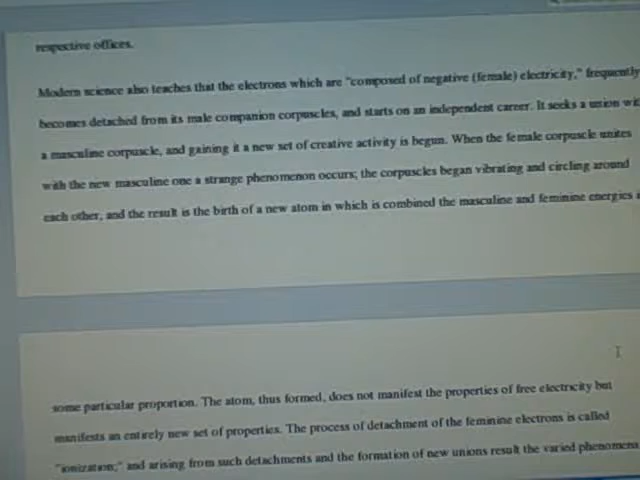 respective offices.
Modern science also teaches that the electrons which are "composed of negative (female) electricity," frequently
becomes detached from its male companion corpuscles, and starts on an independent career. It seeks a union
a masculine corpuscle, and gaining it a new set of creative activity is begun. When the female corpuscle unites
with the new masculine one a strange phenomenon occurs; the corpuscles began vibrating and circling around
each other, and the result is the birth of a new atom in which is combined the masculine and feminine energies
some particular proportion. The atom, thus formed, does not manifest the properties of free electricity but
manifests an entirely new set of properties. The process of detachment of the feminine electrons is called
"ionization;" and arising from such detachments and the formation of new unions result the varied phenomena